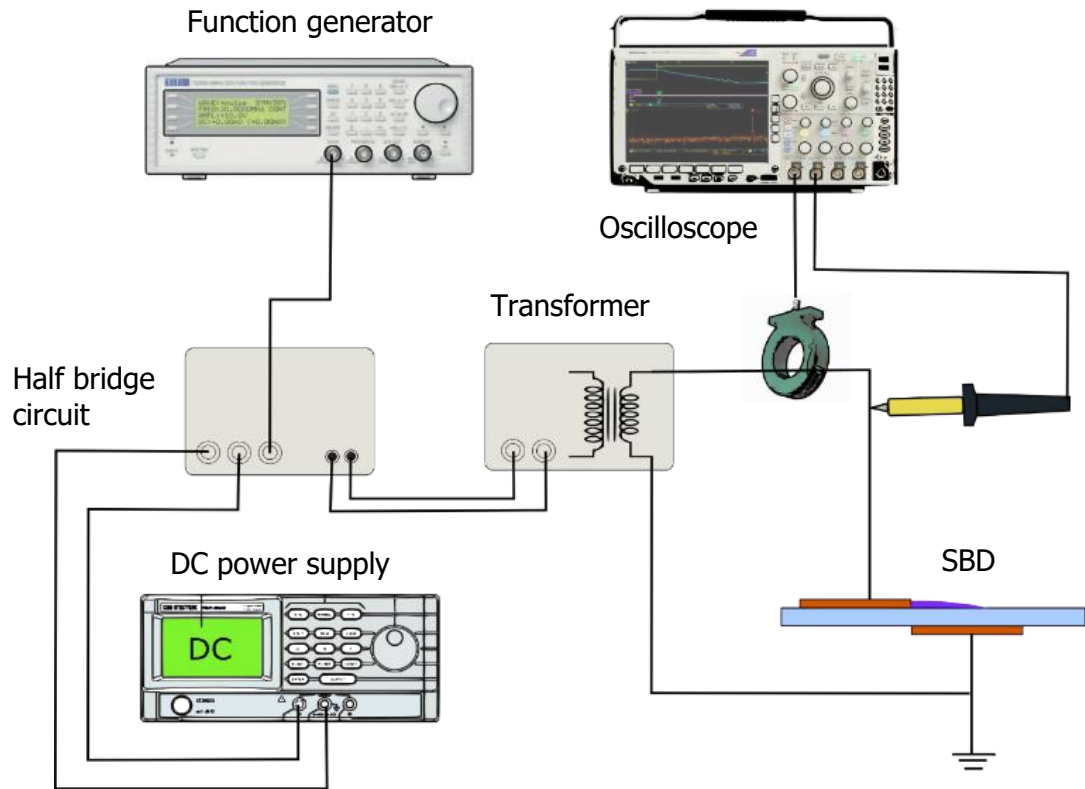 Function generator
Oscilloscope
Transformer
Half bridge
circuit
DC power supply
SBD
DC